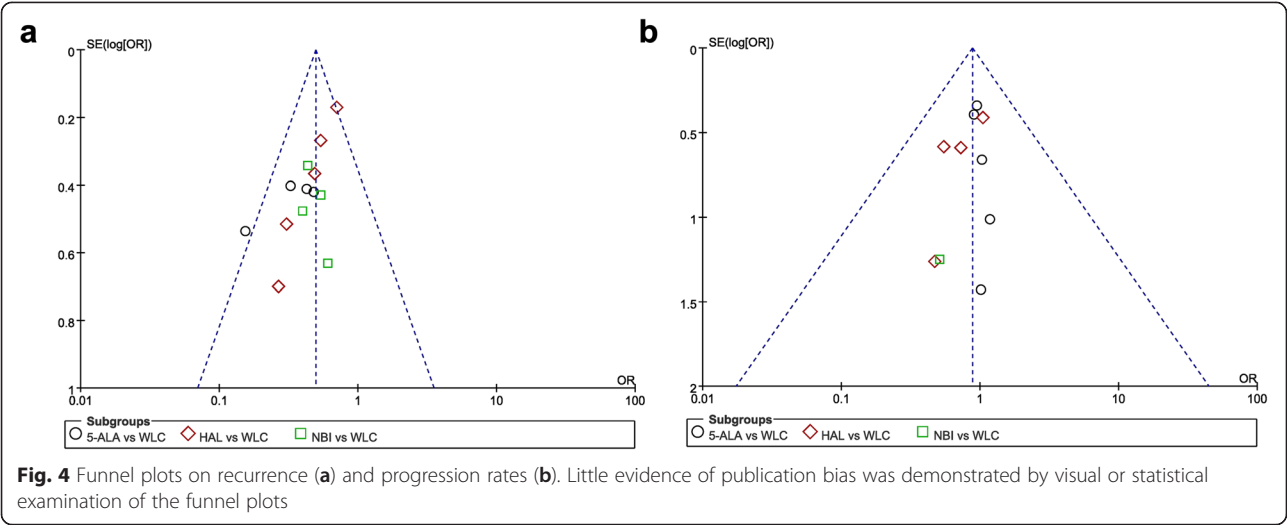 a
SE(log[OR])
0
0.2
0.4
0.6
0.8
1
0.01
0.1
1
10
100
OR
Subgroups
5-ALA vs WLC
HAL vs WLC
NBI vs WLC
b
SE(log[OR])
0
0.5
1
1.5
2
0.01
0.1
1
10
100
OR
Subgroups
5-ALA vs WLC
HAL vs WLC
NBI vs WLC
Fig. 4 Funnel plots on recurrence (a) and progression rates (b). Little evidence of publication bias was demonstrated by visual or statistical
examination of the funnel plots